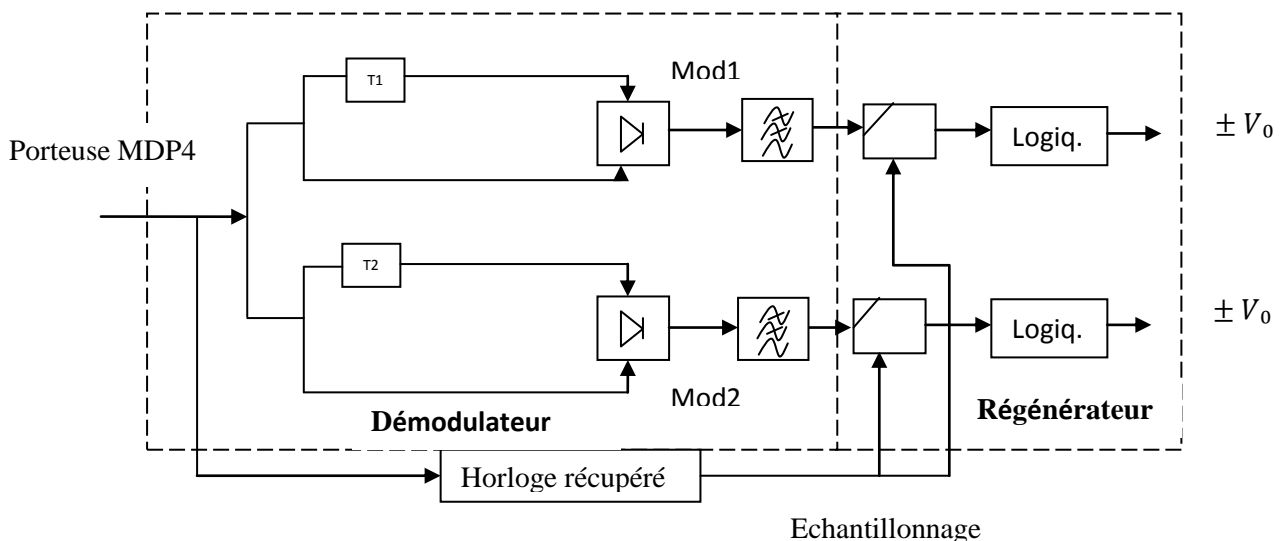 T1
Mod1
Porteuse MDP4
Logiq.
± V₀
T2
Logiq.
± V₀
Mod2
Démodulateur
Régénérateur
Horloge récupéré
Echantillonnage